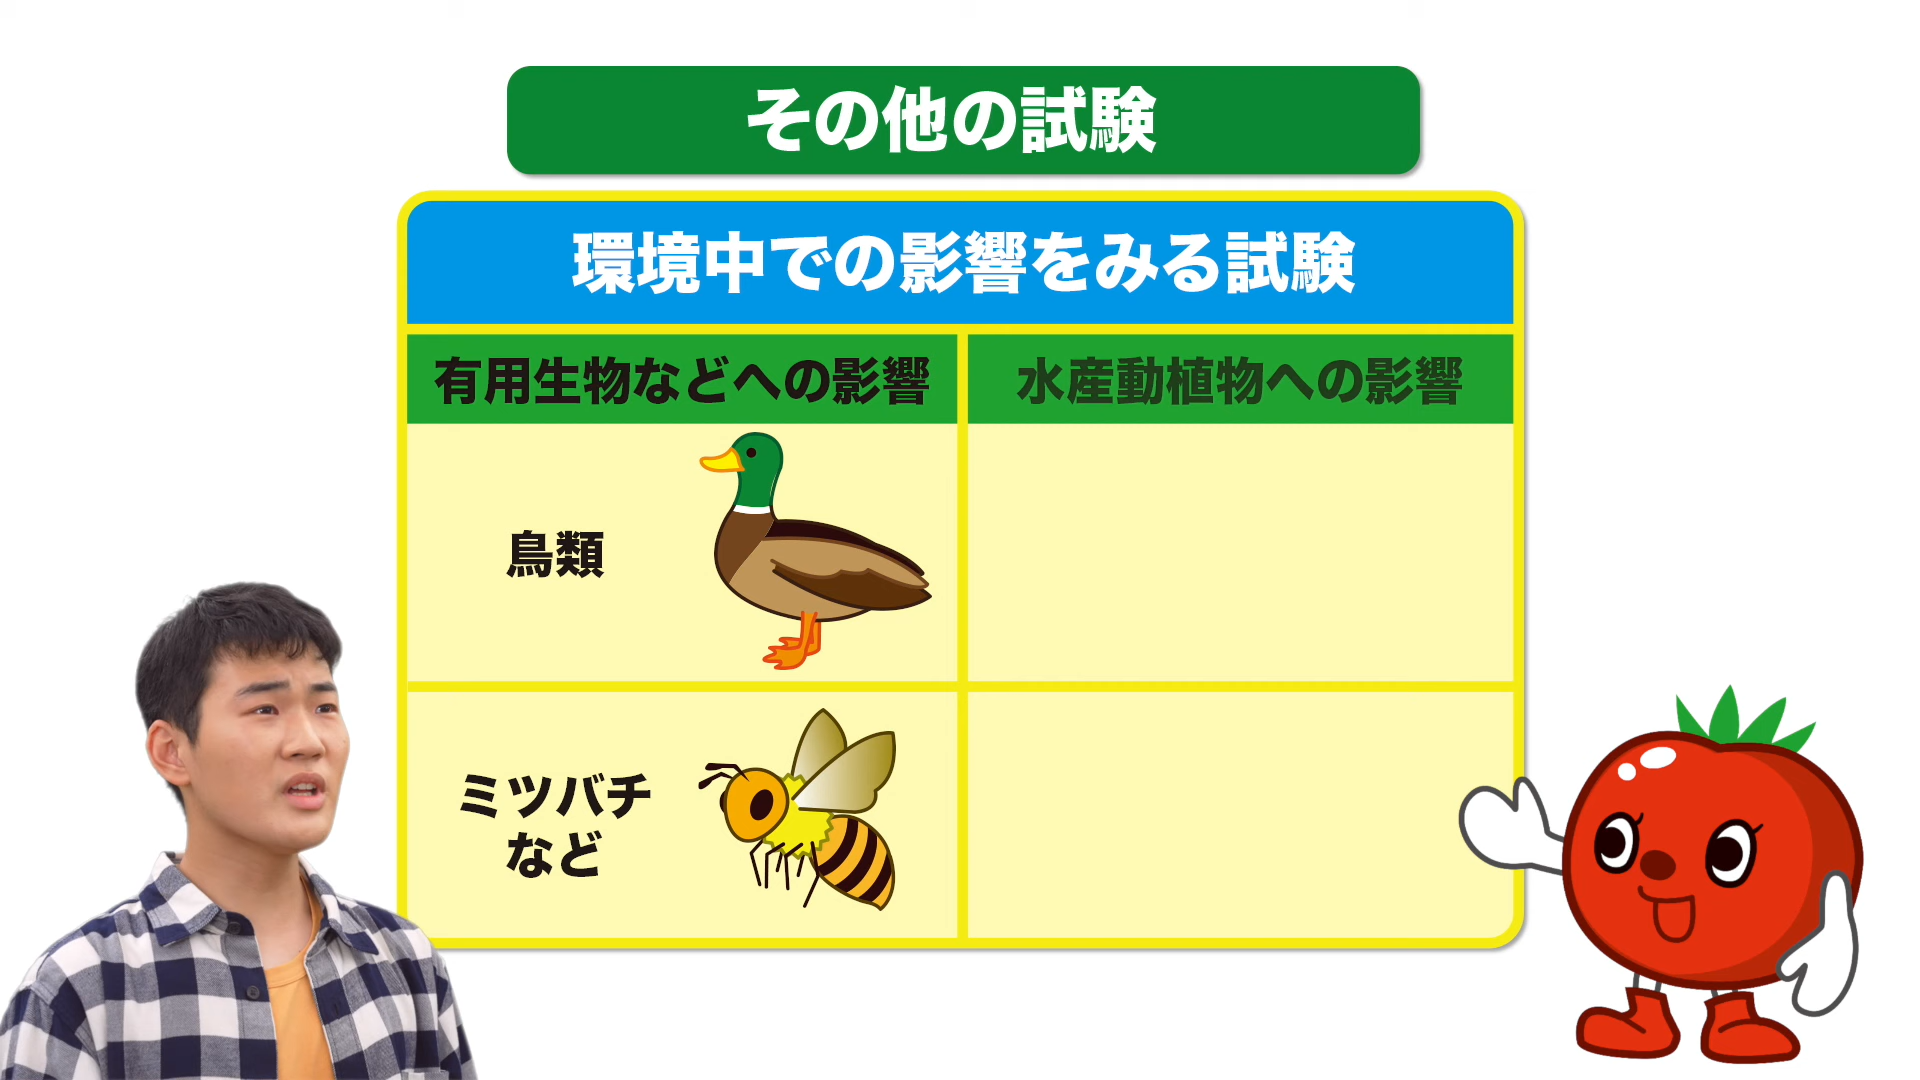 その他の試験
環境中での影響をみる試験
有用生物などへの影響
水産動植物への影響
鳥類
ミツバチ
など